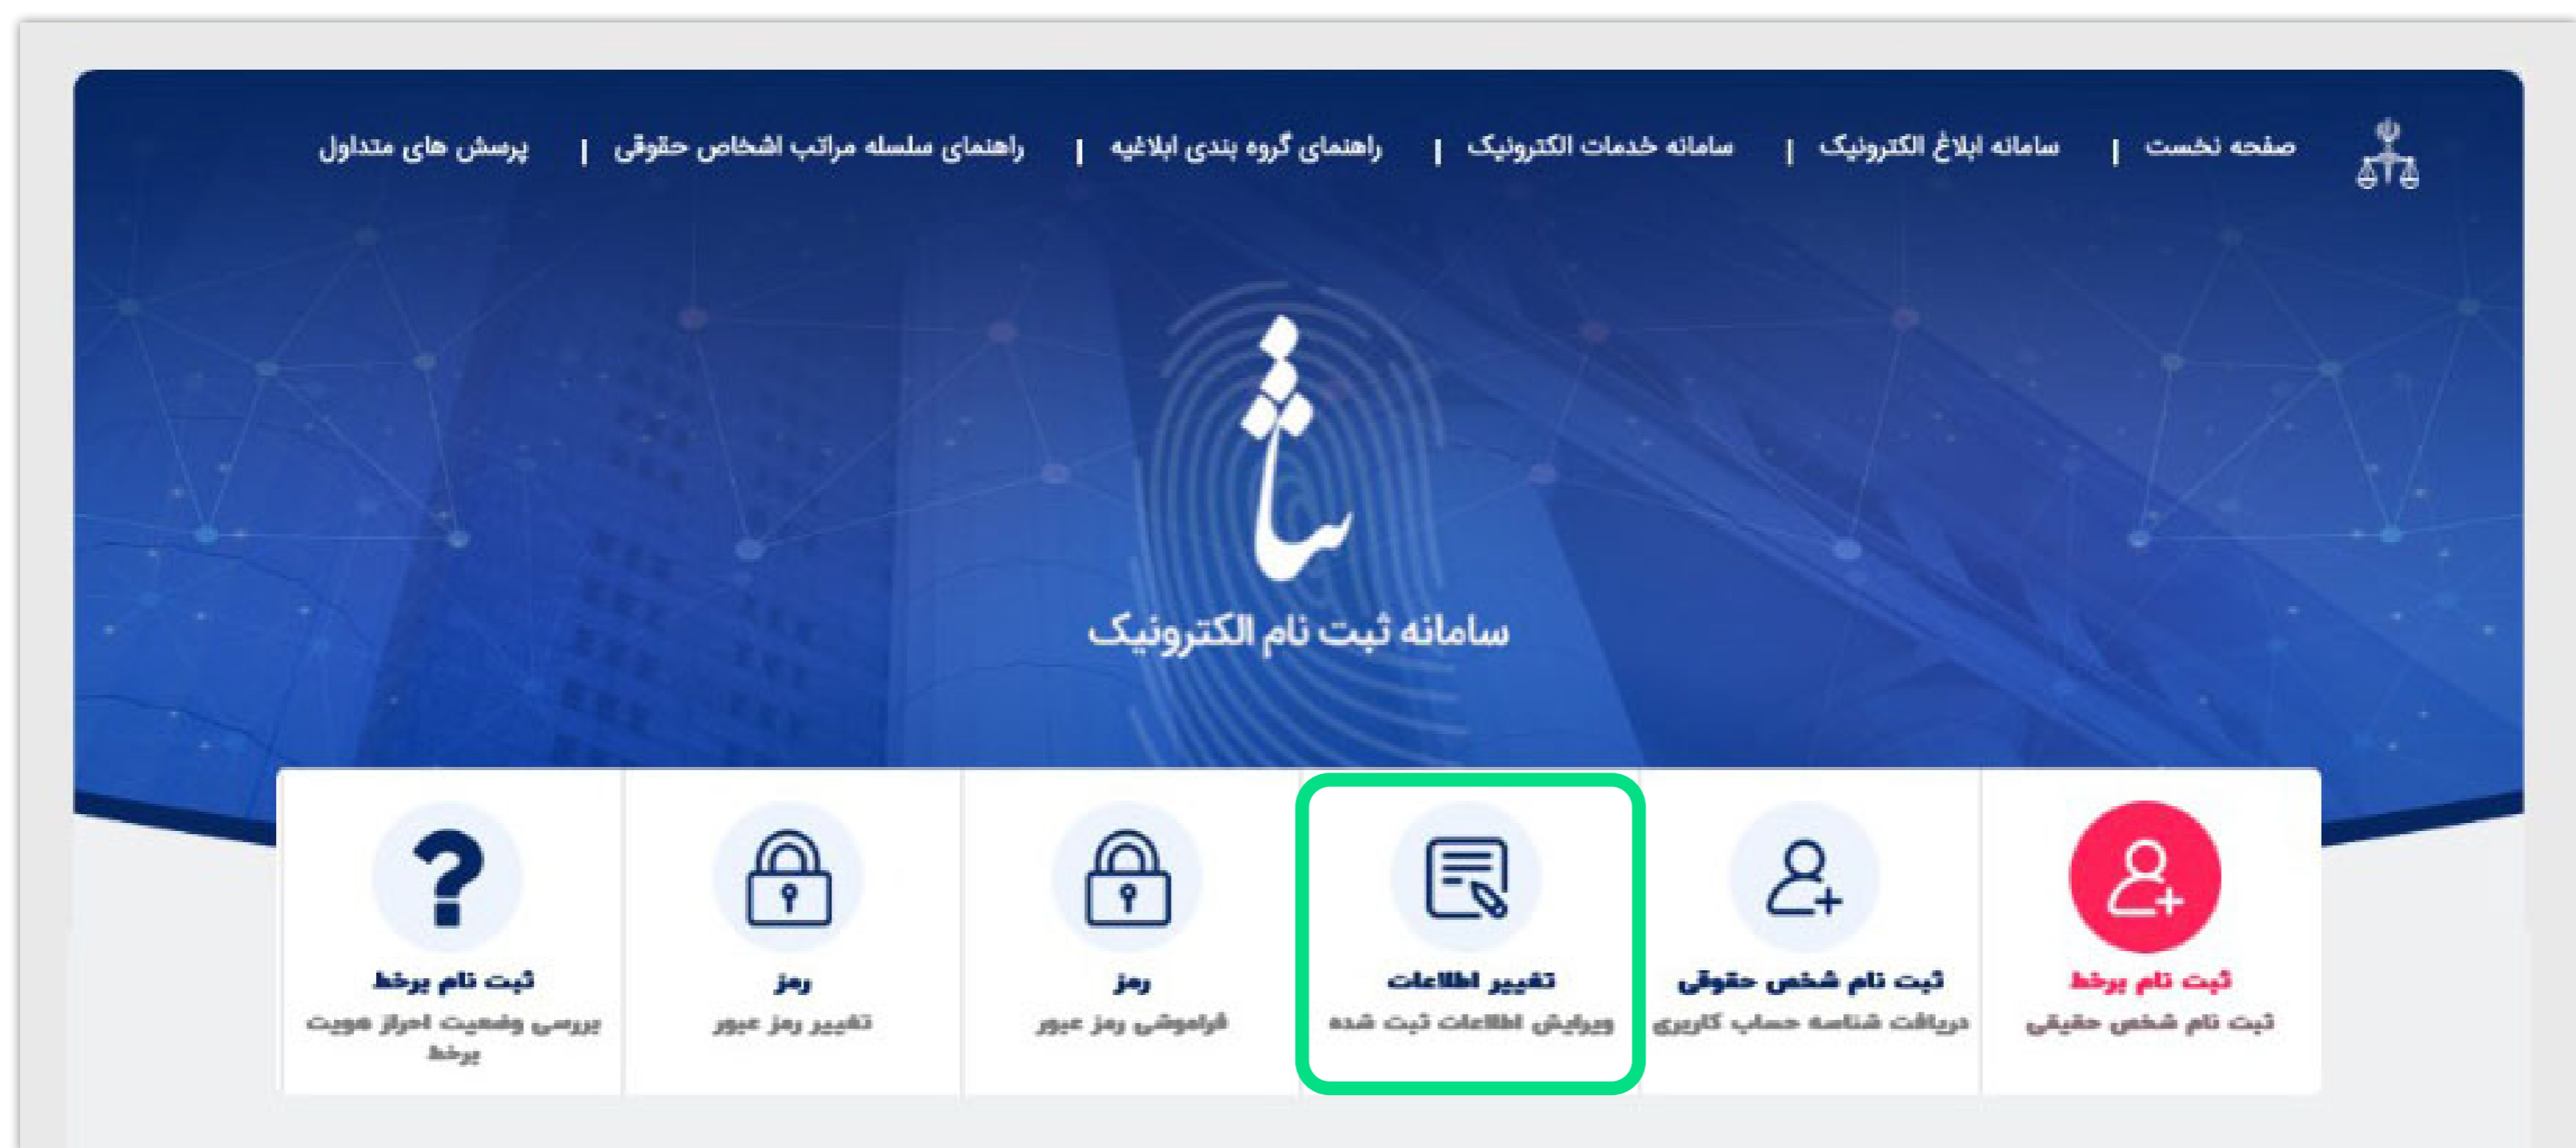 صفحه نخست | سامانه ابلاغ الکترونیک | سامانه خدمات الکترونیک | راهنمای گروه بندی ابلاغیه | راهنمای سلسله مراتب اشخاص حقوقی | پرسش های متداول
ثنا
سامانه ثبت نام الکترونیک
ثبت نام برخط
ثبت نام شخص حقیقی
ثبت نام شخص حقوقی
دریافت شناسه حساب کاربری
تغییر اطلاعات
ویرایش اطلاعات ثبت شده
رمز
فراموشی رمز عبور
رمز
تغییر رمز عبور
ثبت نام برخط
بررسی وضعیت احراز هویت
برخط